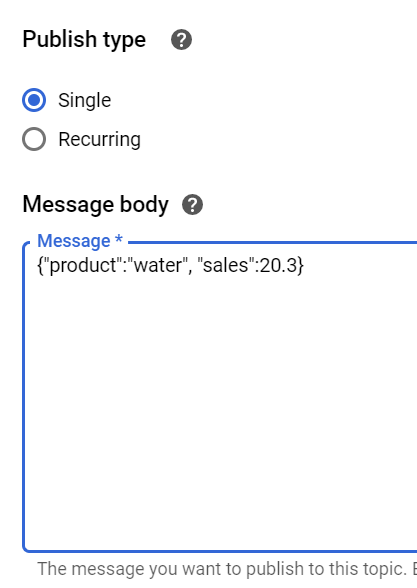 Publish type
Single
Recurring
Message body
Message *
{"product":"water", "sales":20.3}
The message you want to publish to this topic.